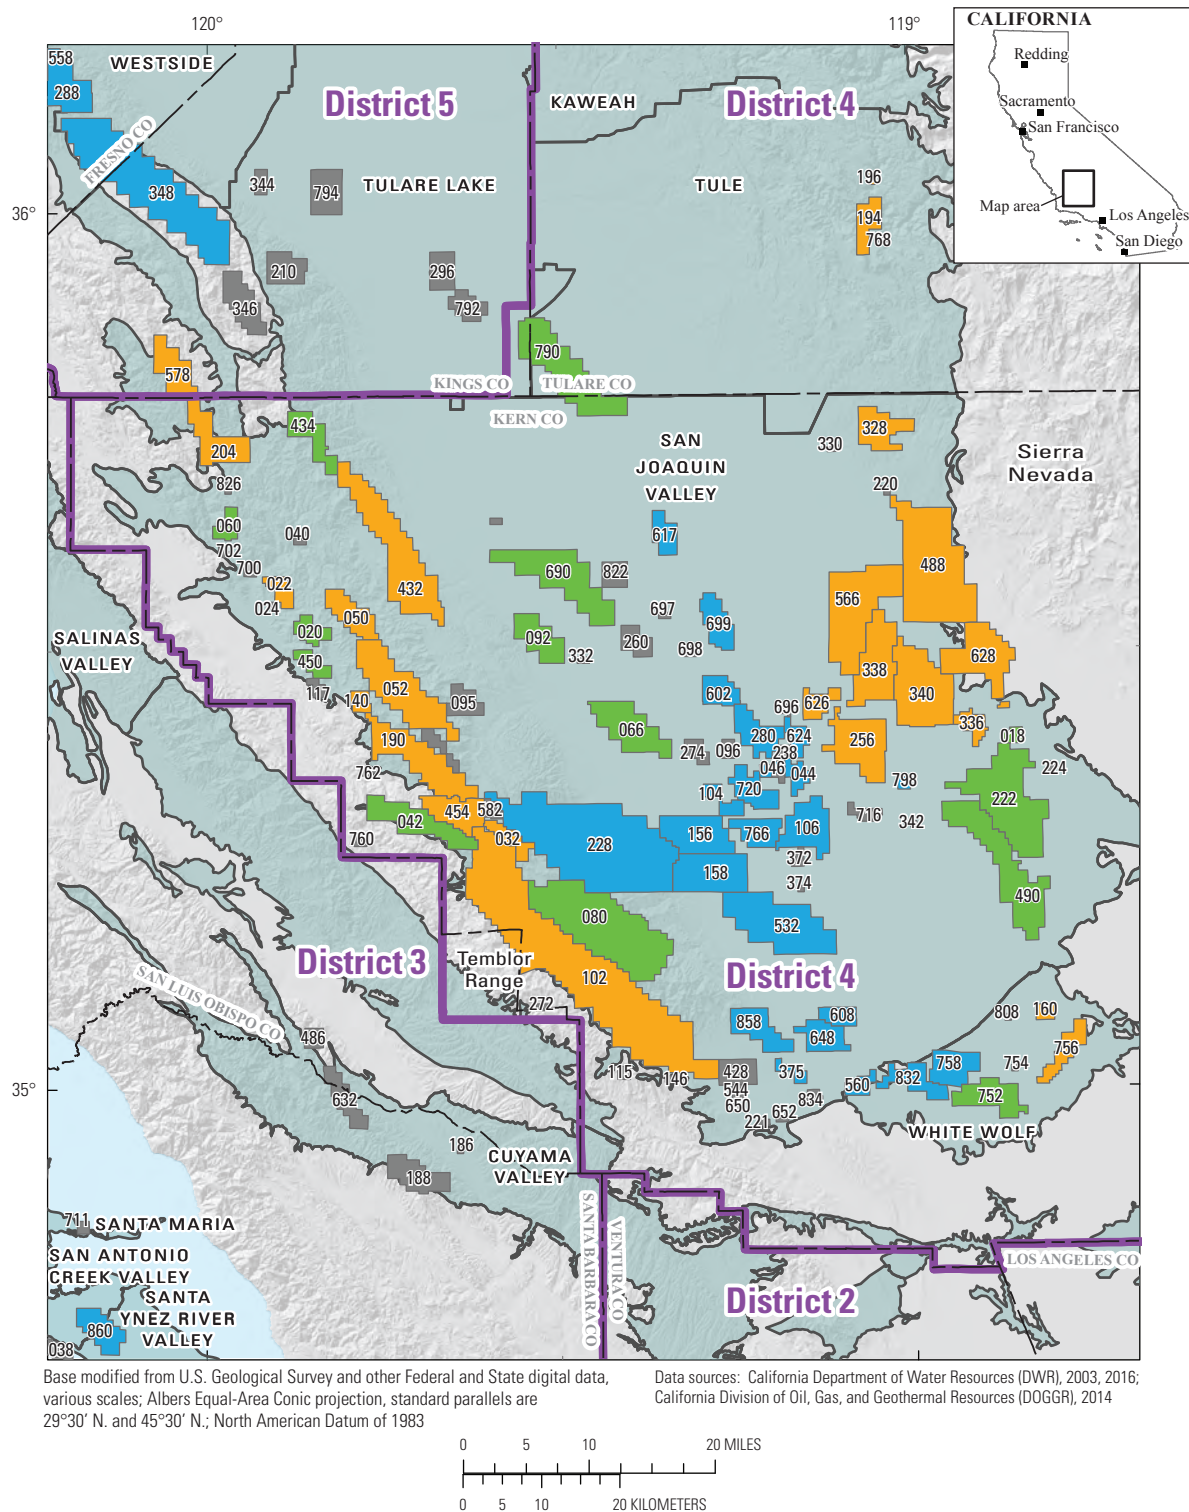 120°
119°
CALIFORNIA
Redding
Sacramento
San Francisco
Map area
Los Angeles
San Diego
558
WESTSIDE
288
District 5
KAWEAH
District 4
FRESNO CO
348
344
794
TULARE LAKE
TULE
196
36°
194
768
210
296
346
792
790
578
KINGS CO
TULARE CO
KERN CO
434
328
330
204
SAN
JOAQUIN
VALLEY
Sierra
Nevada
826
220
060
040
617
702
700
690
822
488
432
022
566
024
050
697
699
020
092
260
SALINAS
VALLEY
332
698
628
450
338
117
052
602
340
140
095
626
696
066
336
018
190
280
624
256
274
096
238
224
762
046
044
798
104
720
222
454
582
042
716
342
760
032
228
156
766
106
372
158
374
490
080
532
District 3
Temblor
Range
102
District 4
SAN LUIS OBISPO CO
272
808
160
858
608
486
648
756
115
146
428
375
758
754
544
560
832
632
650
834
752
652
221
WHITE WOLF
186
CUYAMA
VALLEY
188
35°
711
SANTA MARIA
SAN ANTONIO
CREEK VALLEY
SANTA
YNEZ RIVER
VALLEY
860
038
SANTA BARBARA CO
VENTURA CO
LOS ANGELES CO
District 2
Base modified from U.S. Geological Survey and other Federal and State digital data,
various scales; Albers Equal-Area Conic projection, standard parallels are
29°30′ N. and 45°30′ N.; North American Datum of 1983
Data sources: California Department of Water Resources (DWR), 2003, 2016;
California Division of Oil, Gas, and Geothermal Resources (DOGGR), 2014
0 5 10 20 MILES
0 5 10 20 KILOMETERS